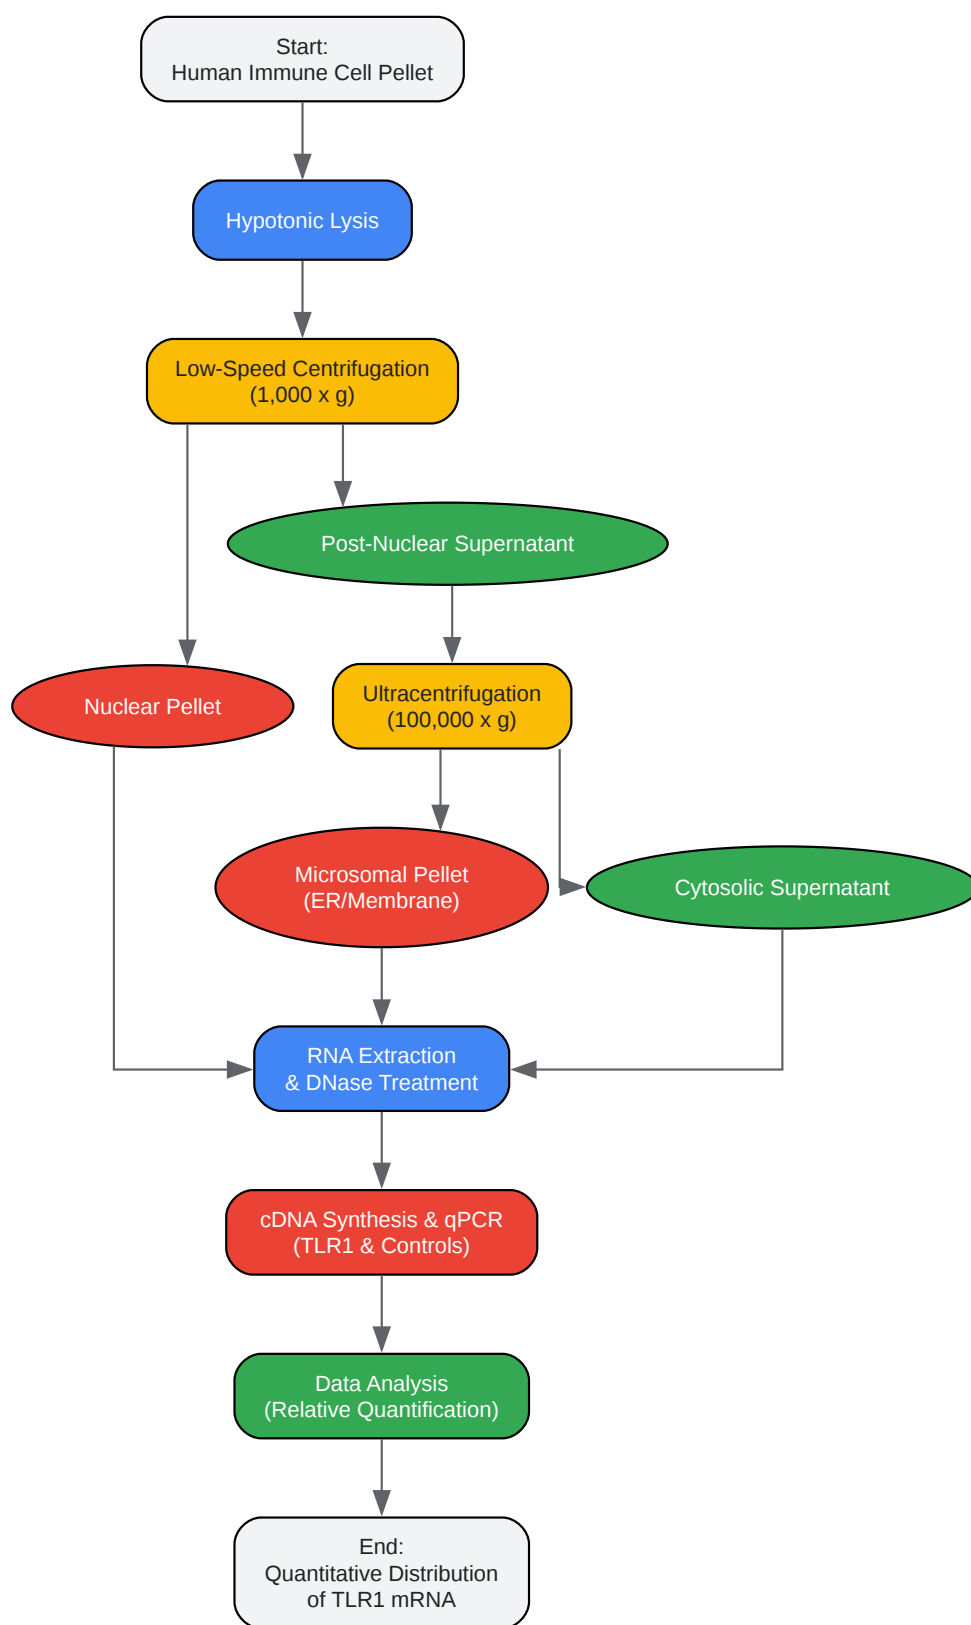 Start:
Human Immune Cell Pellet
Hypotonic Lysis
Low-Speed Centrifugation
(1,000 x g)
Post-Nuclear Supernatant
Nuclear Pellet
Ultracentrifugation
(100,000 x g)
Microsomal Pellet
(ER/Membrane)
Cytosolic Supernatant
RNA Extraction
& DNase Treatment
cDNA Synthesis & qPCR
(TLR1 & Controls)
Data Analysis
(Relative Quantification)
End:
Quantitative Distribution
of TLR1 mRNA